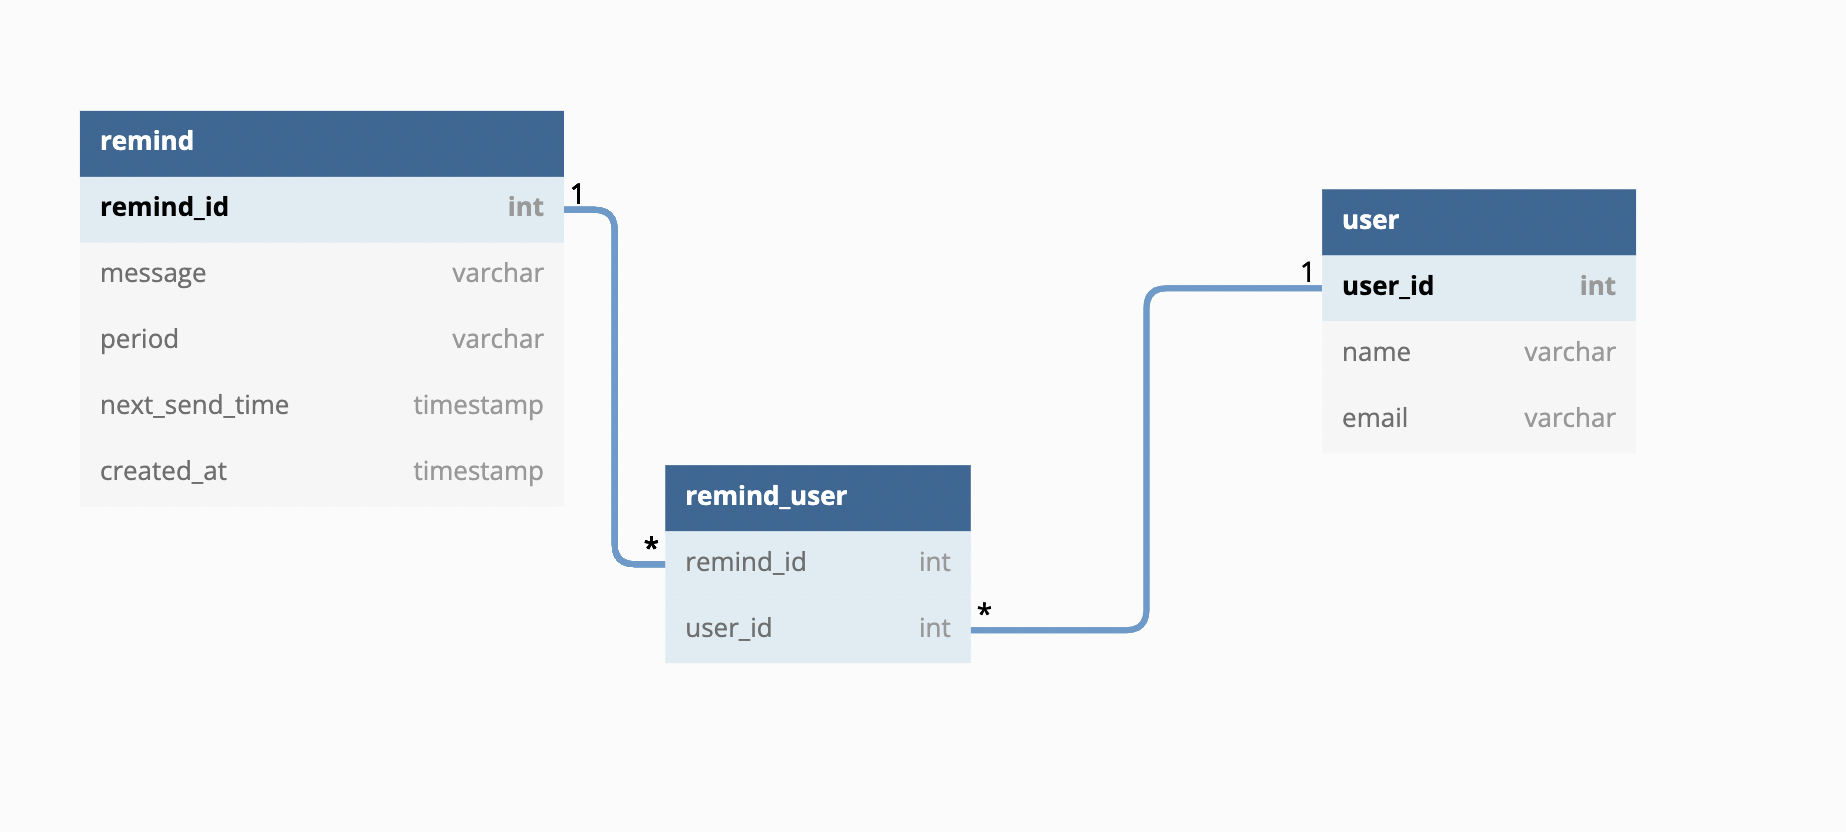 remind
remind_id int
message varchar
period varchar
next_send_time timestamp
created_at timestamp
1
*
remind_user
remind_id int
user_id int
*
1
user
user_id int
name varchar
email varchar